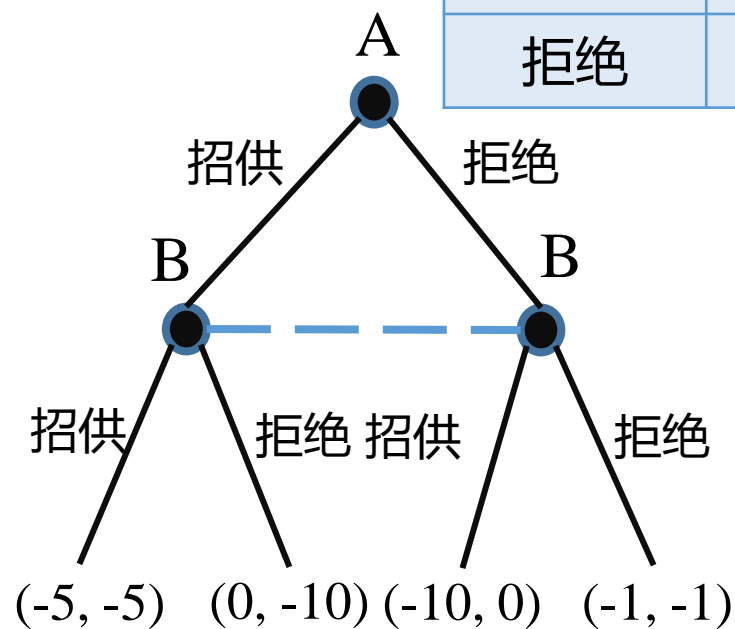 A
拒绝
招供 拒绝
B B
招供 拒绝 招供 拒绝
(-5, -5) (0, -10) (-10, 0) (-1, -1)